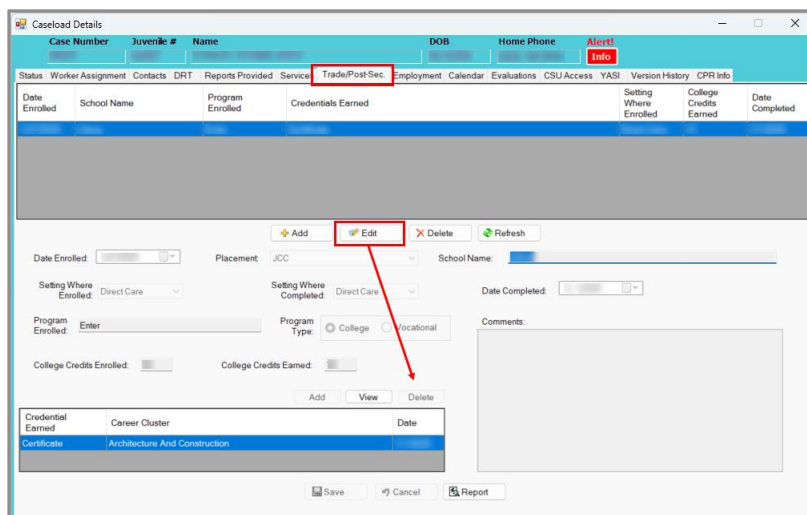 Caseload Details
Case Number Juvenile # Name DOB Home Phone Alert!
Info
Status Worker Assignment Contacts DRT Reports Provided Services Trade/Post-Sec. Employment Calendar Evaluations CSU Access YASI Version History CPR Info
Date Enrolled School Name Program Enrolled Credentials Earned Setting Where Enrolled College Credits Earned Date Completed
Add Edit Delete Refresh
Date Enrolled: Placement: JCC School Name:
Setting Where Enrolled: Direct Care Setting Where Completed: Direct Care Date Completed:
Program Enrolled: Enter Program Type: College Vocational Comments:
College Credits Enrolled: College Credits Earned:
Add View Delete
Credential Earned Career Cluster Date
Certificate Architecture And Construction
Save Cancel Report